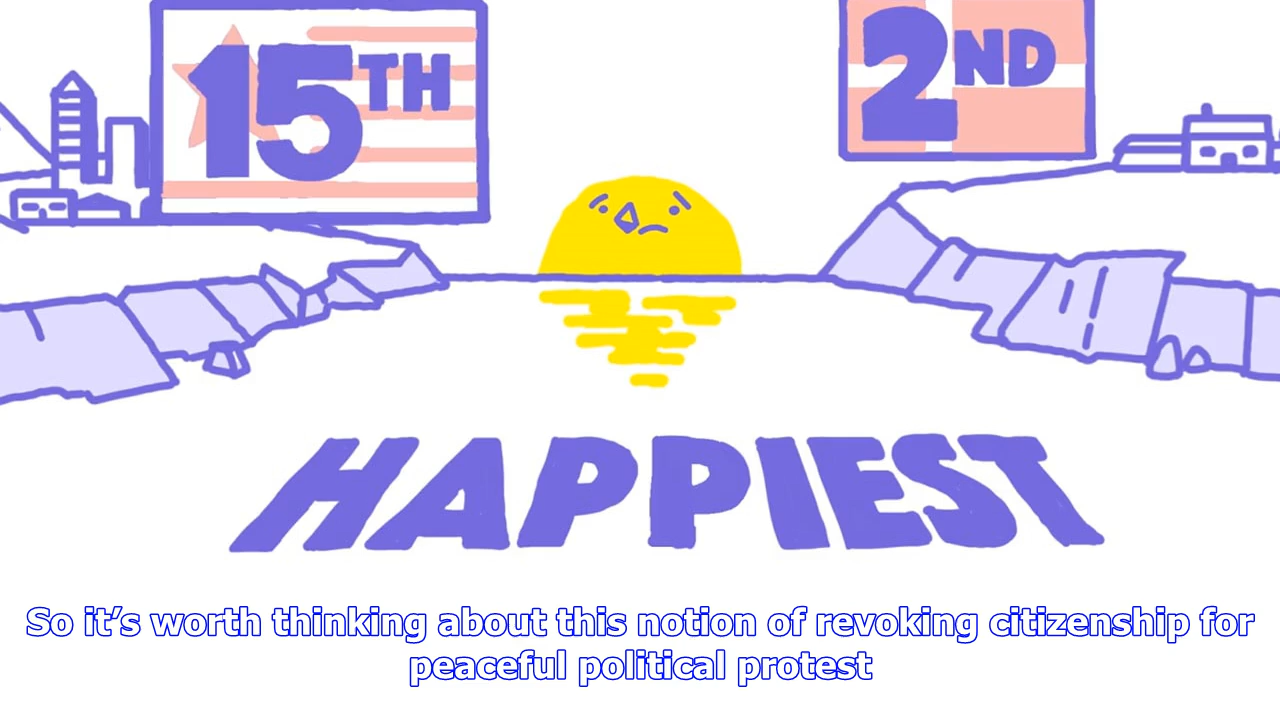 15TH
2ND
HAPPIEST
So it’s worth thinking about this notion of revoking citizenship for
peaceful political protest